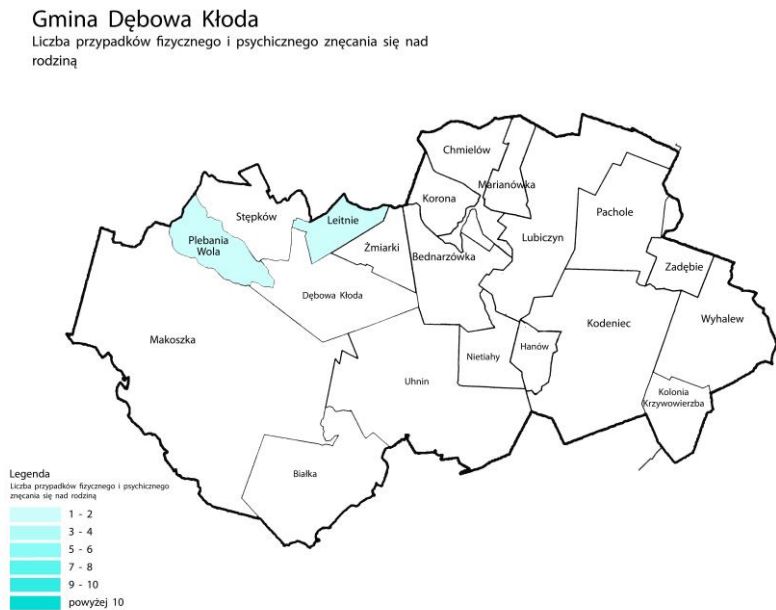 Gmina Dębowa Kłoda
Liczba przypadków fizycznego i psychicznego znęcania się nad
rodziną
Chmielów
Marianówka
Korona
Stępków
Leitnie
Pachole
Plebania
Wola
Żmiarki
Bednarzówka
Lubiczyn
Zadębie
Dębowa Kłoda
Wyhalew
Kodeniec
Makoszka
Hanów
Nietiahy
Uhnin
Kolonia
Krzywowierzba
Białka
Legenda
Liczba przypadków fizycznego i psychicznego
znęcania się nad rodziną
1 - 2
3 - 4
5 - 6
7 - 8
9 - 10
powyżej 10